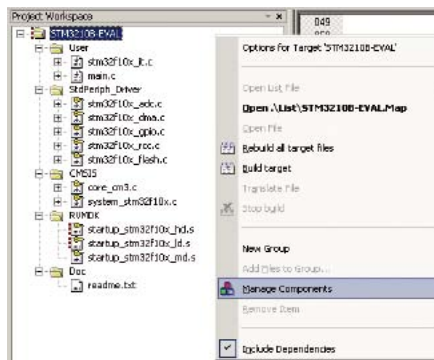 Project Workspace
STM3210B-EVAL
User
stm32f10x_it.c
main.c
StdPeriph_Driver
stm32f10x_adc.c
stm32f10x_dma.c
stm32f10x_gpio.c
stm32f10x_rcc.c
stm32f10x_flash.c
CMSIS
core_cm3.c
system_stm32f10x.c
RVMDK
startup_stm32f10x_hd.s
startup_stm32f10x_ld.s
startup_stm32f10x_md.s
Doc
readme.txt
049
Options for Target 'STM3210B-EVAL'
Open List File
Open .\List\STM3210B-EVAL.Map
Open File
Rebuild all target files
Build target
Translate File
Stop build
New Group
Add Files to Group...
Manage Components
Remove Item
Include Dependencies